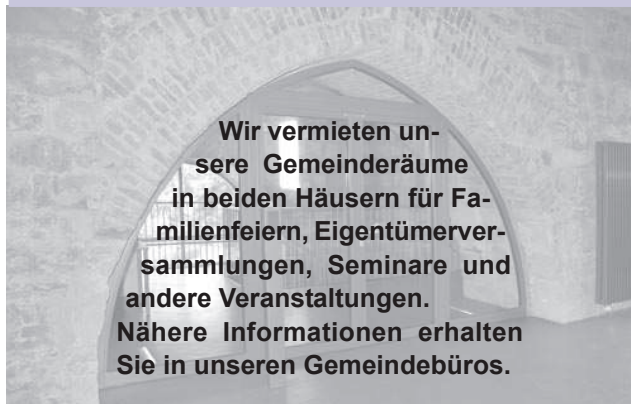 Wir vermieten un-
sere Gemeinderäume
in beiden Häusern für Fa-
milienfeiern, Eigentümerver-
sammlungen, Seminare und
andere Veranstaltungen.
Nähere Informationen erhalten
Sie in unseren Gemeindebüros.